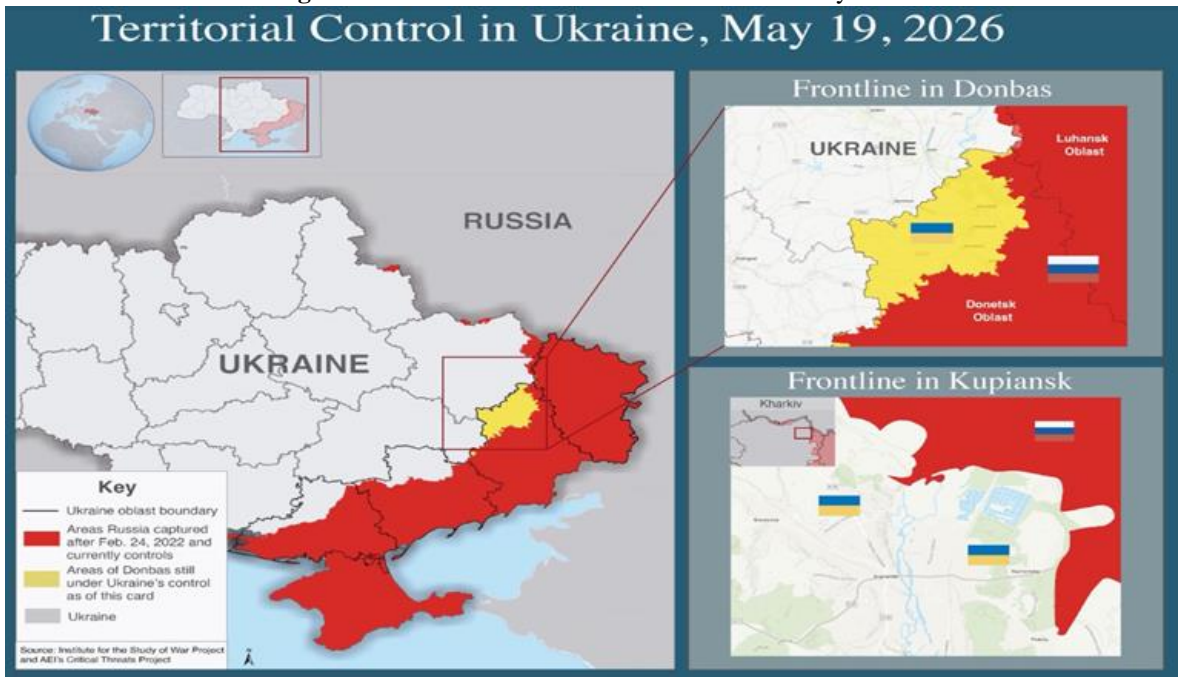 Territorial Control in Ukraine, May 19, 2026
RUSSIA
UKRAINE
Key
Ukraine oblast boundary
Areas Russia captured
after Feb. 24, 2022 and
currently controls
Areas of Donbas still
under Ukraine's control
as of this card
Ukraine
Source: Institute for the Study of War Project
and AEI's Critical Threats Project
Frontline in Donbas
UKRAINE
Luhansk
Oblast
Donetsk
Oblast
Frontline in Kupiansk
Kharkiv